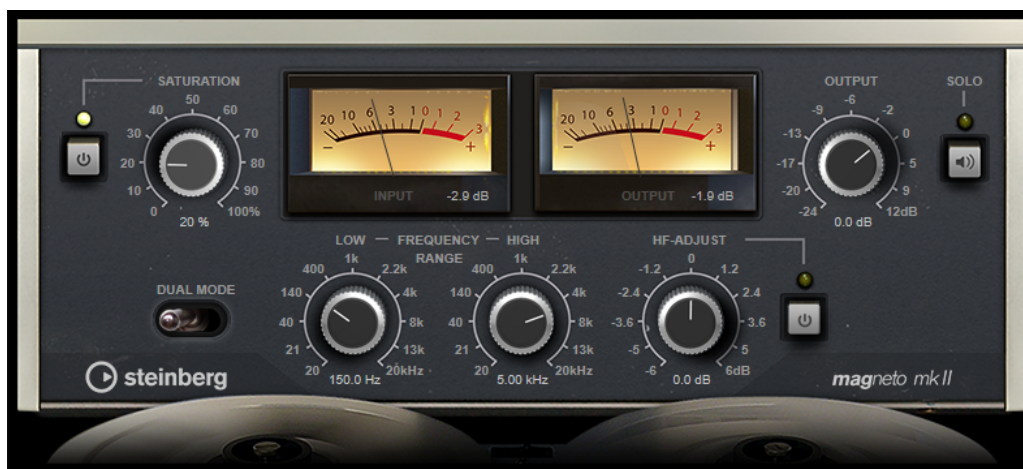 SATURATION
50
40 60
30 70
20 80
10 90
0 100%
20 %
20 10 6 3 1 0 1 2 3
- +
INPUT -2.9 dB
20 10 6 3 1 0 1 2 3
- +
OUTPUT -1.9 dB
OUTPUT
-6
-9 -2
-13 0
-17 5
-20 9
-24 12dB
0.0 dB
SOLO
DUAL MODE
LOW — FREQUENCY — HIGH
RANGE
1k
400 2.2k
140 4k
40 8k
21 13k
20 20kHz
150.0 Hz
1k
400 2.2k
140 4k
40 8k
21 13k
20 20kHz
5.00 kHz
HF-ADJUST
0
-1.2 1.2
-2.4 2.4
-3.6 3.6
-5 5
-6 6dB
0.0 dB
steinberg
magneto mkII